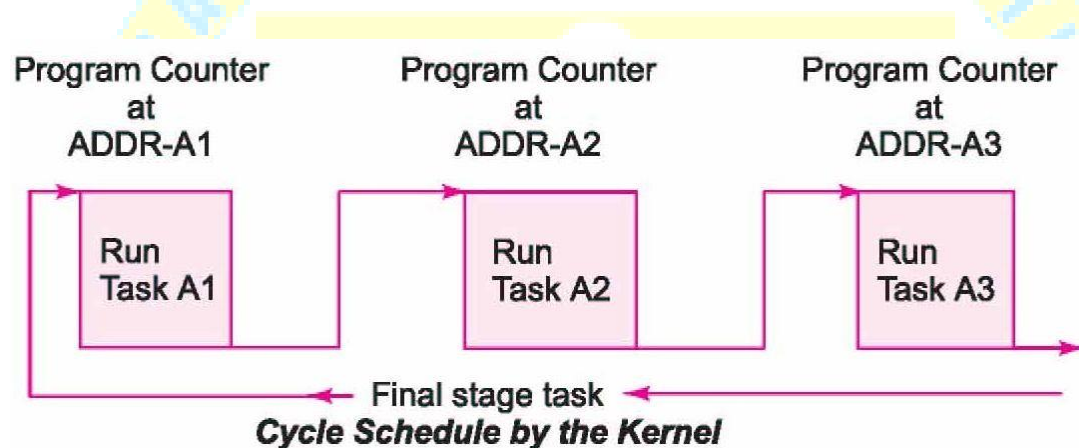 Program Counter
at
ADDR-A1
Program Counter
at
ADDR-A2
Program Counter
at
ADDR-A3
Run
Task A1
Run
Task A2
Run
Task A3
Final stage task
Cycle Schedule by the Kernel